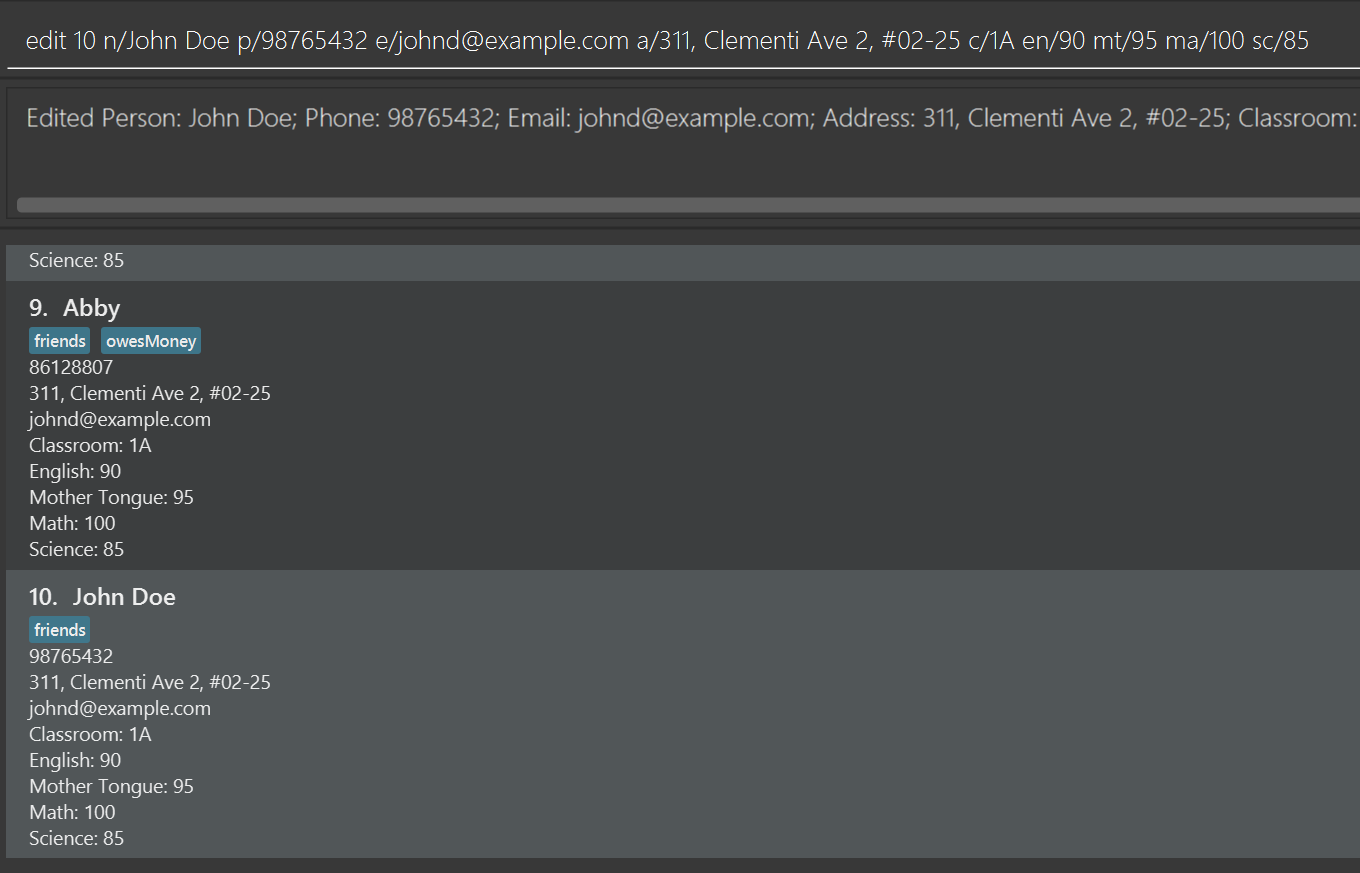 edit 10 n/John Doe p/98765432 e/johnd@example.com a/311, Clementi Ave 2, #02-25 c/1A en/90 mt/95 ma/100 sc/85
Edited Person: John Doe; Phone: 98765432; Email: johnd@example.com; Address: 311, Clementi Ave 2, #02-25; Classroom:
Science: 85
9. Abby
friends owesMoney
86128807
311, Clementi Ave 2, #02-25
johnd@example.com
Classroom: 1A
English: 90
Mother Tongue: 95
Math: 100
Science: 85
10. John Doe
friends
98765432
311, Clementi Ave 2, #02-25
johnd@example.com
Classroom: 1A
English: 90
Mother Tongue: 95
Math: 100
Science: 85